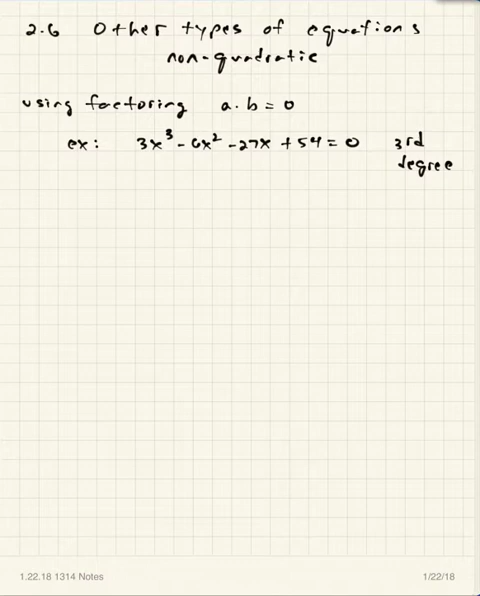 2.6 Other types of equations
non-quadratic
using factoring a·b=0
ex: 3x³ - 6x² - 27x + 54 = 0 3rd
degree
1.22.18 1314 Notes 1/22/18